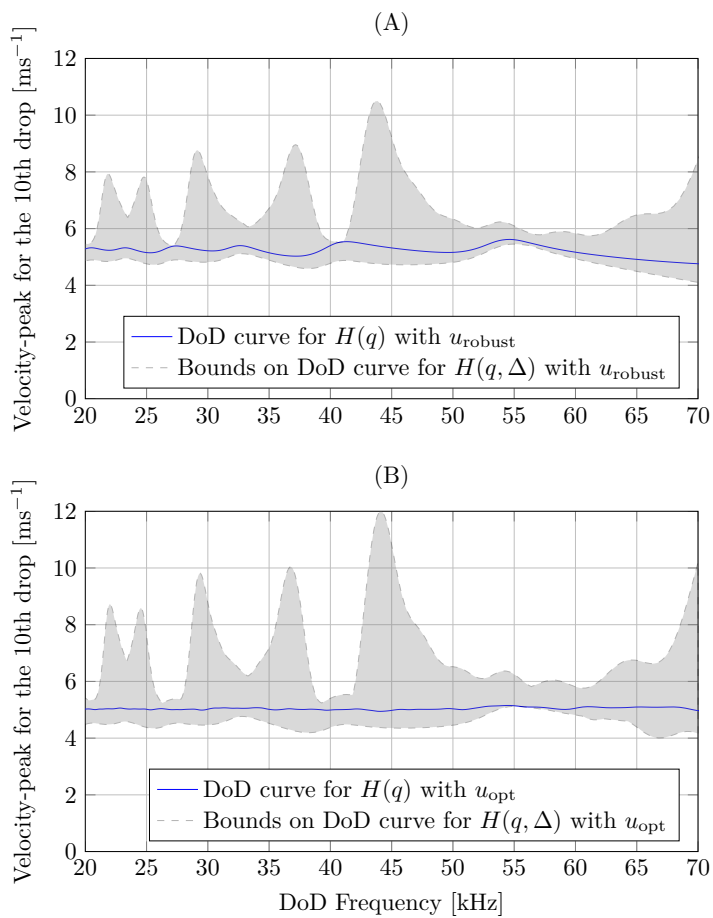 (A)
Velocity-peak for the 10th drop [ms⁻¹]
12
10
8
6
4
2
0
DoD curve for H(q) with u_robust
Bounds on DoD curve for H(q, Δ) with u_robust
20 25 30 35 40 45 50 55 60 65 70
(B)
Velocity-peak for the 10th drop [ms⁻¹]
12
10
8
6
4
2
0
DoD curve for H(q) with u_opt
Bounds on DoD curve for H(q, Δ) with u_opt
20 25 30 35 40 45 50 55 60 65 70
DoD Frequency [kHz]